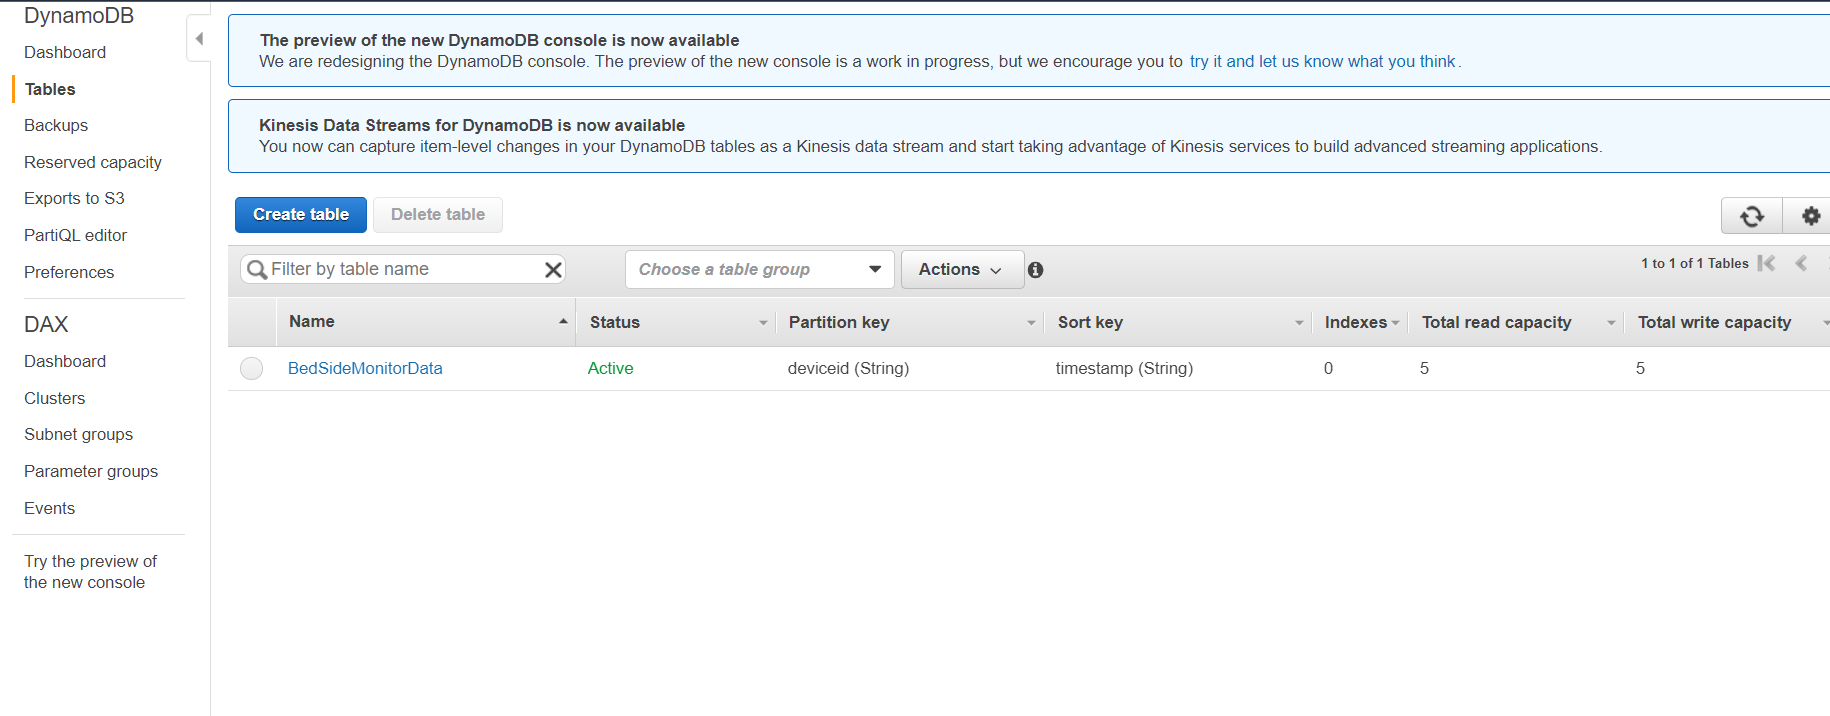 DynamoDB
Dashboard
Tables
Backups
Reserved capacity
Exports to S3
PartiQL editor
Preferences
DAX
Dashboard
Clusters
Subnet groups
Parameter groups
Events
Try the preview of
the new console
The preview of the new DynamoDB console is now available
We are redesigning the DynamoDB console. The preview of the new console is a work in progress, but we encourage you to try it and let us know what you think.
Kinesis Data Streams for DynamoDB is now available
You now can capture item-level changes in your DynamoDB tables as a Kinesis data stream and start taking advantage of Kinesis services to build advanced streaming applications.
Create table Delete table
Filter by table name Choose a table group Actions 1 to 1 of 1 Tables
Name Status Partition key Sort key Indexes Total read capacity Total write capacity
BedSideMonitorData Active deviceid (String) timestamp (String) 0 5 5